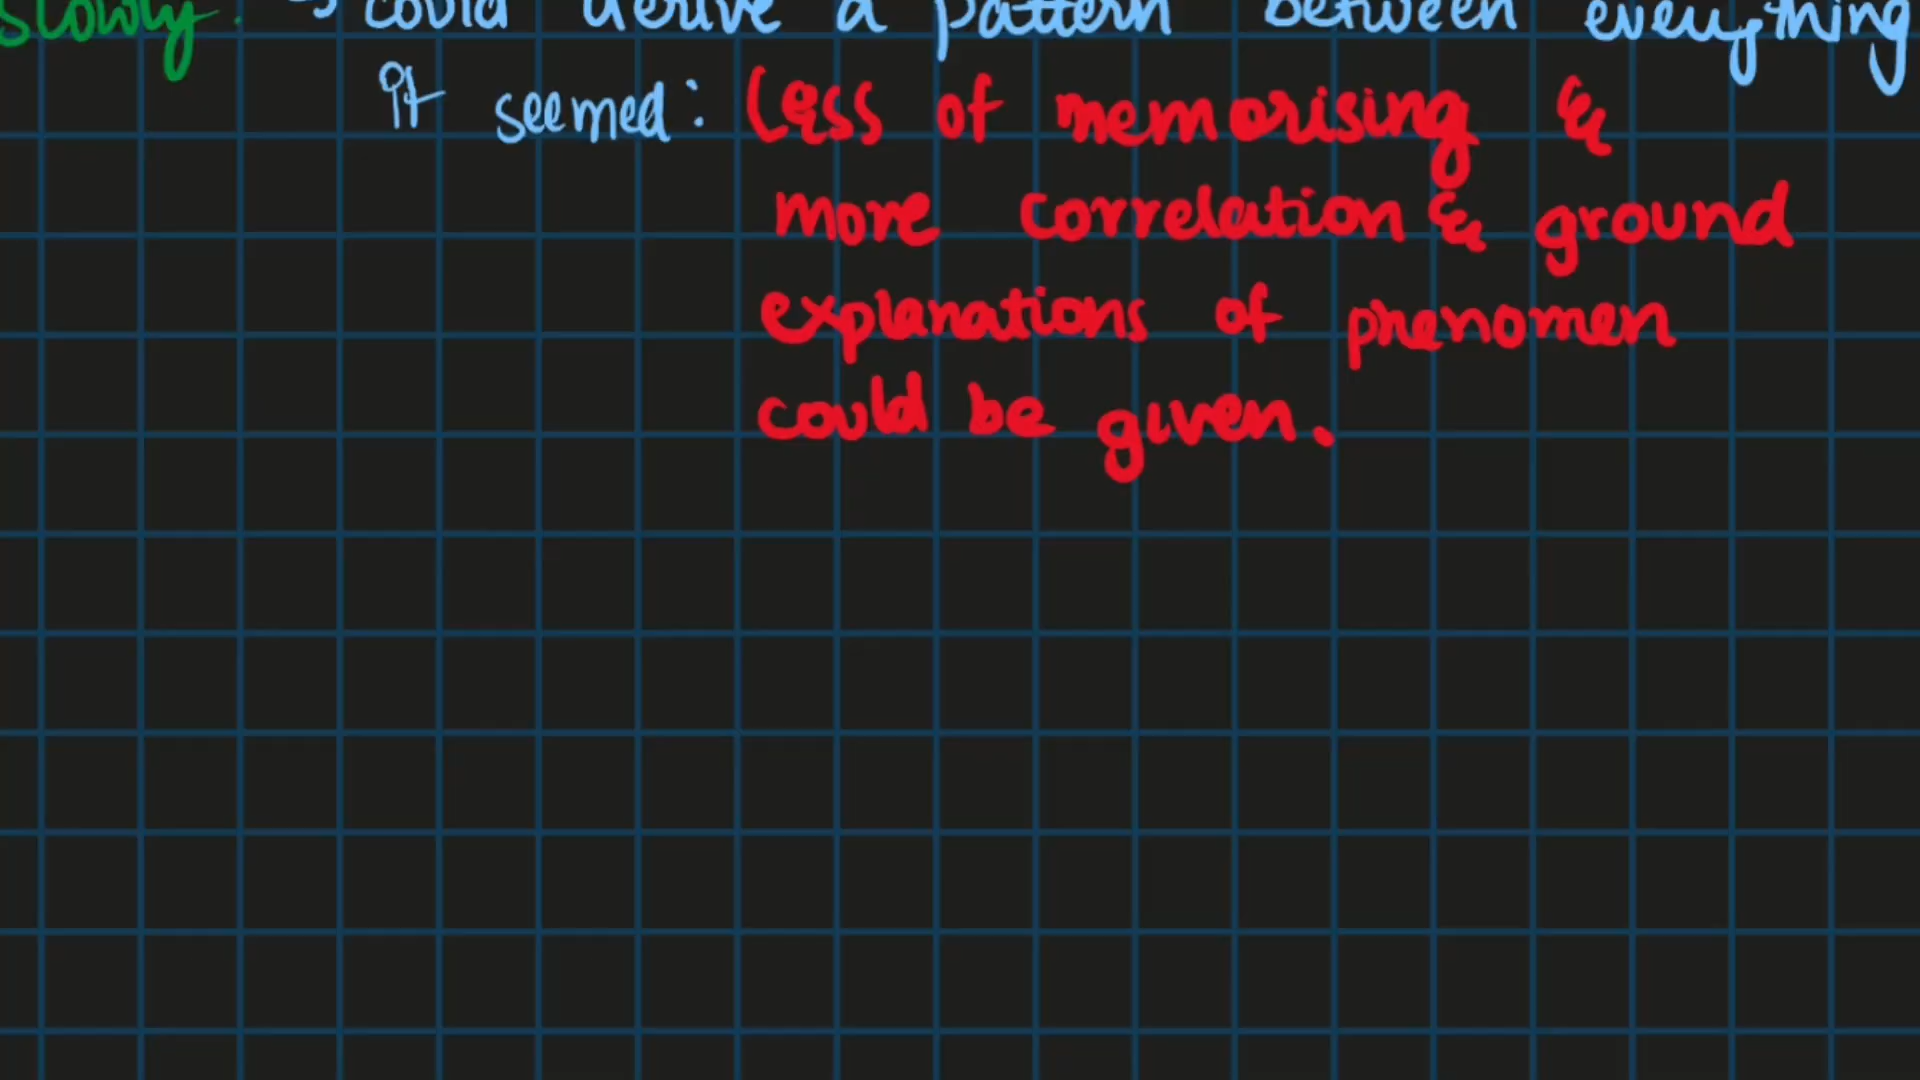 slowly. → could derive a pattern between everything
it seemed: Less of memorising &
more correlation & ground
explanations of phenomen
could be given.